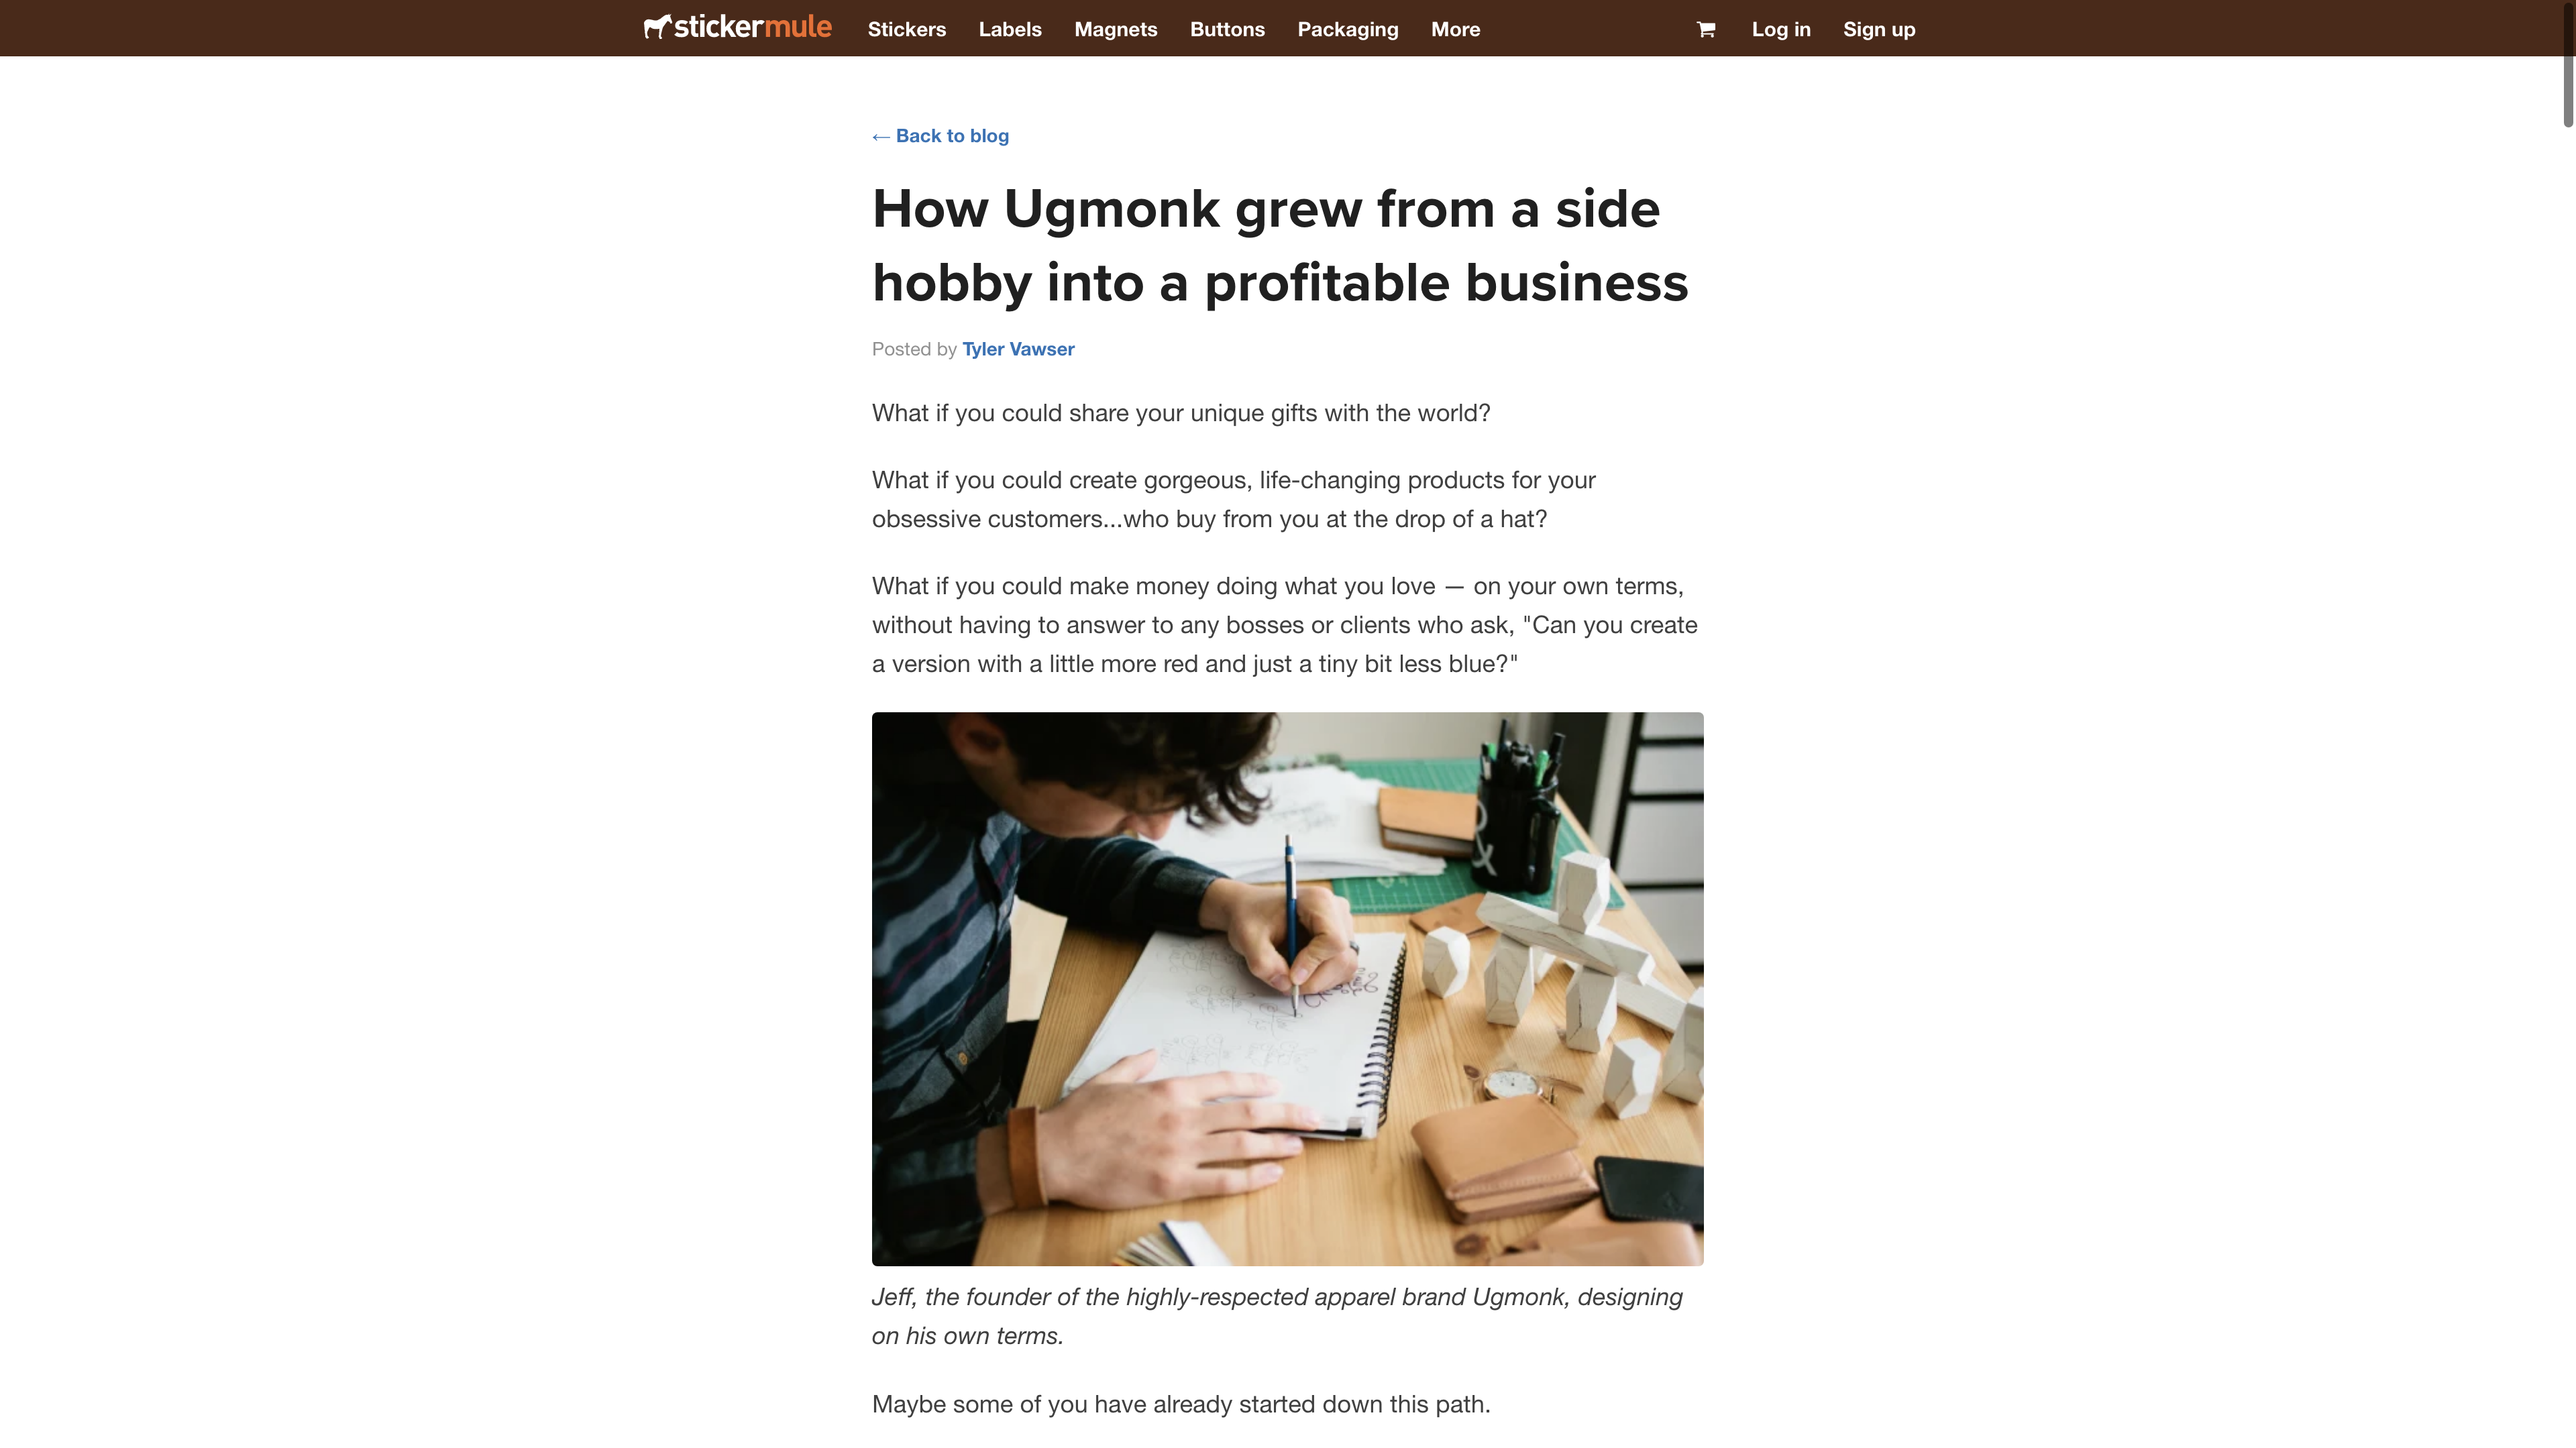 stickermule Stickers Labels Magnets Buttons Packaging More Log in Sign up
← Back to blog
How Ugmonk grew from a side
hobby into a profitable business
Posted by Tyler Vawser
What if you could share your unique gifts with the world?
What if you could create gorgeous, life-changing products for your
obsessive customers...who buy from you at the drop of a hat?
What if you could make money doing what you love — on your own terms,
without having to answer to any bosses or clients who ask, "Can you create
a version with a little more red and just a tiny bit less blue?"
Jeff, the founder of the highly-respected apparel brand Ugmonk, designing
on his own terms.
Maybe some of you have already started down this path.